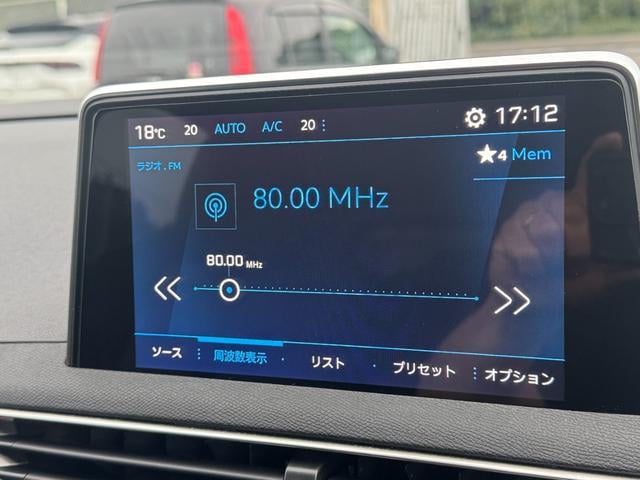 18℃ 20 AUTO A/C 20 17:12
ラジオ.FM
★4 Mem
80.00 MHz
80.00 MHz
ソース 周波数表示 リスト プリセット オプション